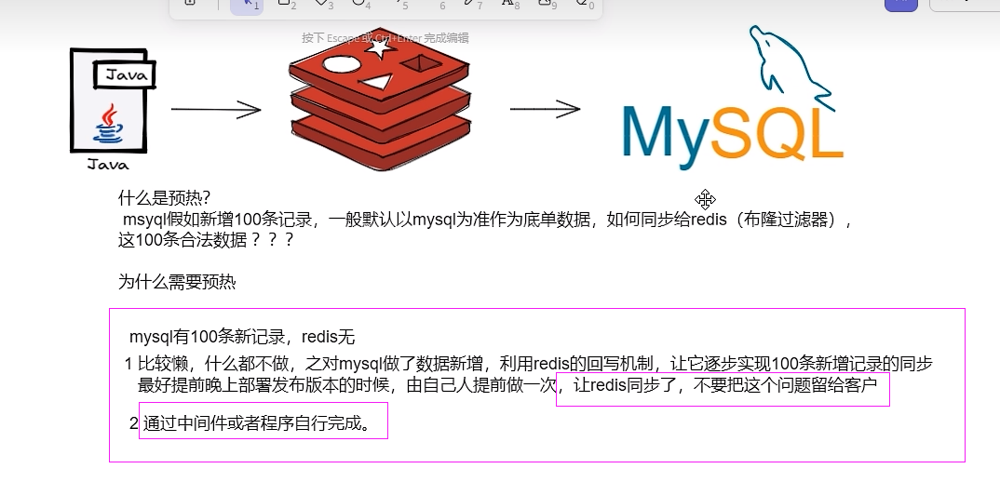 1 2 3 4 5 6 7 8 9 0
按下 Escape 或 Ctrl+Enter 完成编辑
Java
Java
MySQL
什么是预热？
msyql假如新增100条记录，一般默认以mysql为准作为底单数据，如何同步给redis（布隆过滤器），
这100条合法数据？？？
为什么需要预热
mysql有100条新记录，redis无
1 比较懒，什么都不做，之对mysql做了数据新增，利用redis的回写机制，让它逐步实现100条新增记录的同步
最好提前晚上部署发布版本的时候，由自己人提前做一次，让redis同步了，不要把这个问题留给客户
2 通过中间件或者程序自行完成。